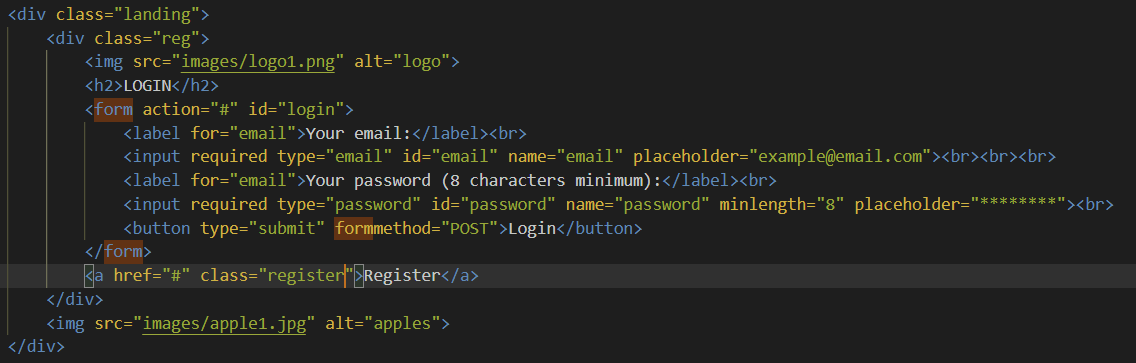 <div class="landing">
<div class="reg">
<img src="images/logo1.png" alt="logo">
<h2>LOGIN</h2>
<form action="#" id="login">
<label for="email">Your email:</label><br>
<input required type="email" id="email" name="email" placeholder="example@email.com"><br><br><br>
<label for="email">Your password (8 characters minimum):</label><br>
<input required type="password" id="password" name="password" minlength="8" placeholder="********"><br>
<button type="submit" formmethod="POST">Login</button>
</form>
<a href="#" class="register">Register</a>
</div>
<img src="images/apple1.jpg" alt="apples">
</div>